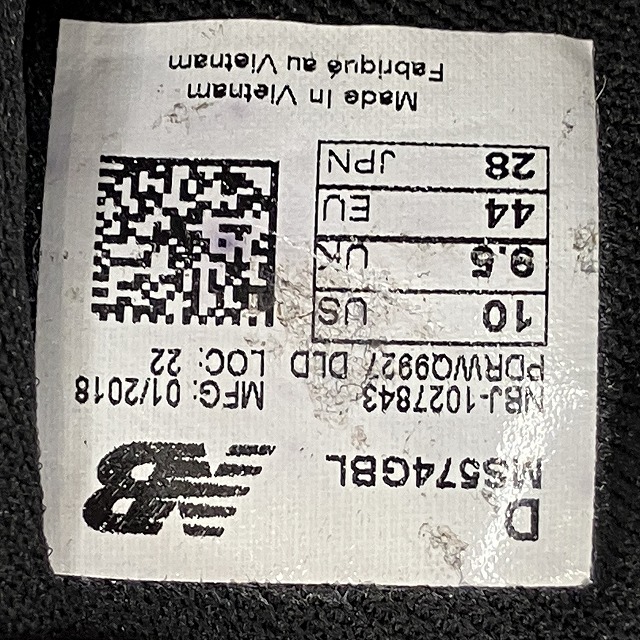 D
MS574GBL
NBJ-1027843 MFG: 01/2018
PDRWQ9927 DLD LOC: 22
10 US
9.5 UK
44 EU
28 JPN
Made In Vietnam
Fabriqué au Vietnam